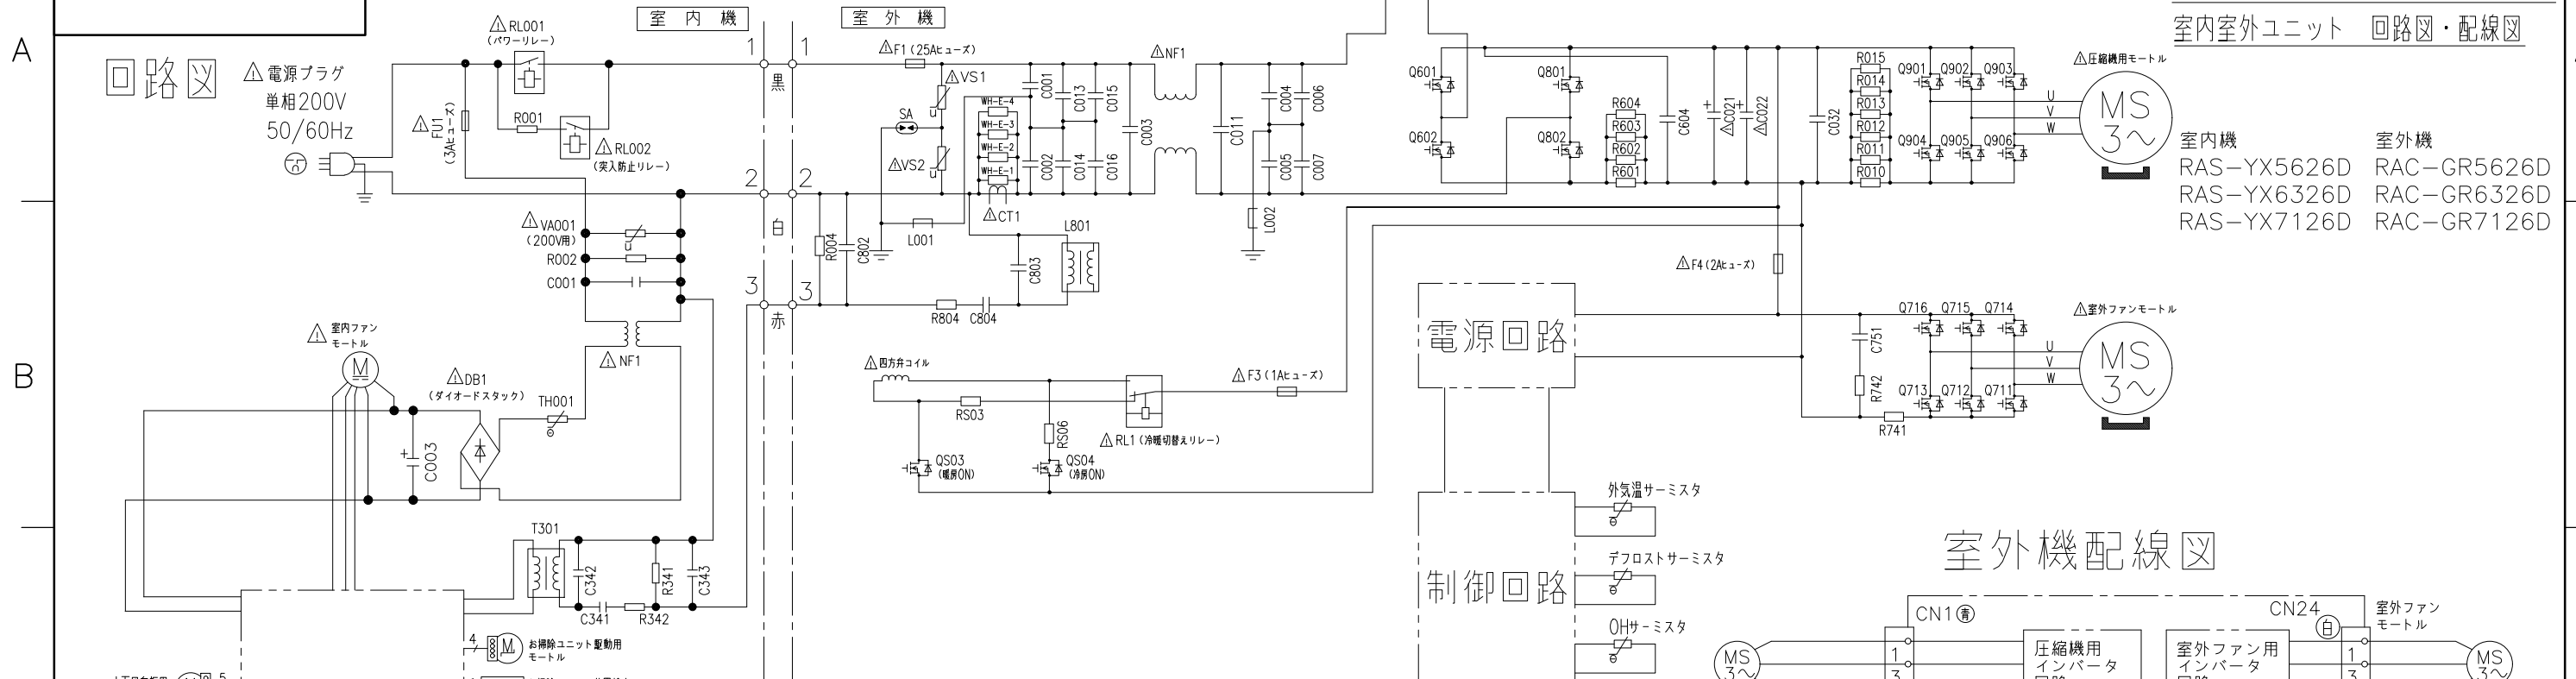 A
B
回路図
⚠電源プラグ
単相200V
50/60Hz
⚠RL001
(パワーリレー)
⚠FU1
(3Aヒューズ)
R001
⚠RL002
(突入防止リレー)
⚠VA001
(200V用)
u
R002
C001
⚠NF1
⚠室内ファン
モートル
M
⚠DB1
(ダイオードスタック)
TH001
θ
+
C003
T301
C342
C341
R341
R342
C343
4
M
お掃除ユニット駆動用
モートル
5
室内機
室外機
1
1
黒
2
2
白
3
3
赤
⚠F1(25Aヒューズ)
⚠VS1
u
SA
⚠VS2
u
WH-E-4
WH-E-3
WH-E-2
WH-E-1
⚠CT1
C001
C002
C013
C014
C015
C016
C003
⚠NF1
C011
C004
C005
C006
C007
L001
L002
R004
C802
C803
L801
R804
C804
⚠四方弁コイル
RS03
RS06
QS03
(暖房ON)
QS04
(冷房ON)
⚠RL1(冷暖切替えリレー)
⚠F3(1Aヒューズ)
Q601
Q602
Q801
Q802
R604
R603
R602
R601
C604
+
⚠C021
+
⚠C022
C032
R015
R014
R013
R012
R011
R010
Q901
Q902
Q903
Q904
Q905
Q906
U
V
W
⚠圧縮機用モートル
MS
3~
⚠F4(2Aヒューズ)
電源回路
C751
R742
R741
Q716
Q715
Q714
Q713
Q712
Q711
U
V
W
⚠室外ファンモートル
MS
3~
制御回路
外気温サーミスタ
θ
デフロストサーミスタ
θ
OHサーミスタ
θ
室内室外ユニット 回路図・配線図
室内機 室外機
RAS-YX5626D RAC-GR5626D
RAS-YX6326D RAC-GR6326D
RAS-YX7126D RAC-GR7126D
室外機配線図
CN1 青
CN24
白
室外ファン
モートル
MS
3~
1
3
圧縮機用
インバータ
室外ファン用
インバータ
1
3
MS
3~